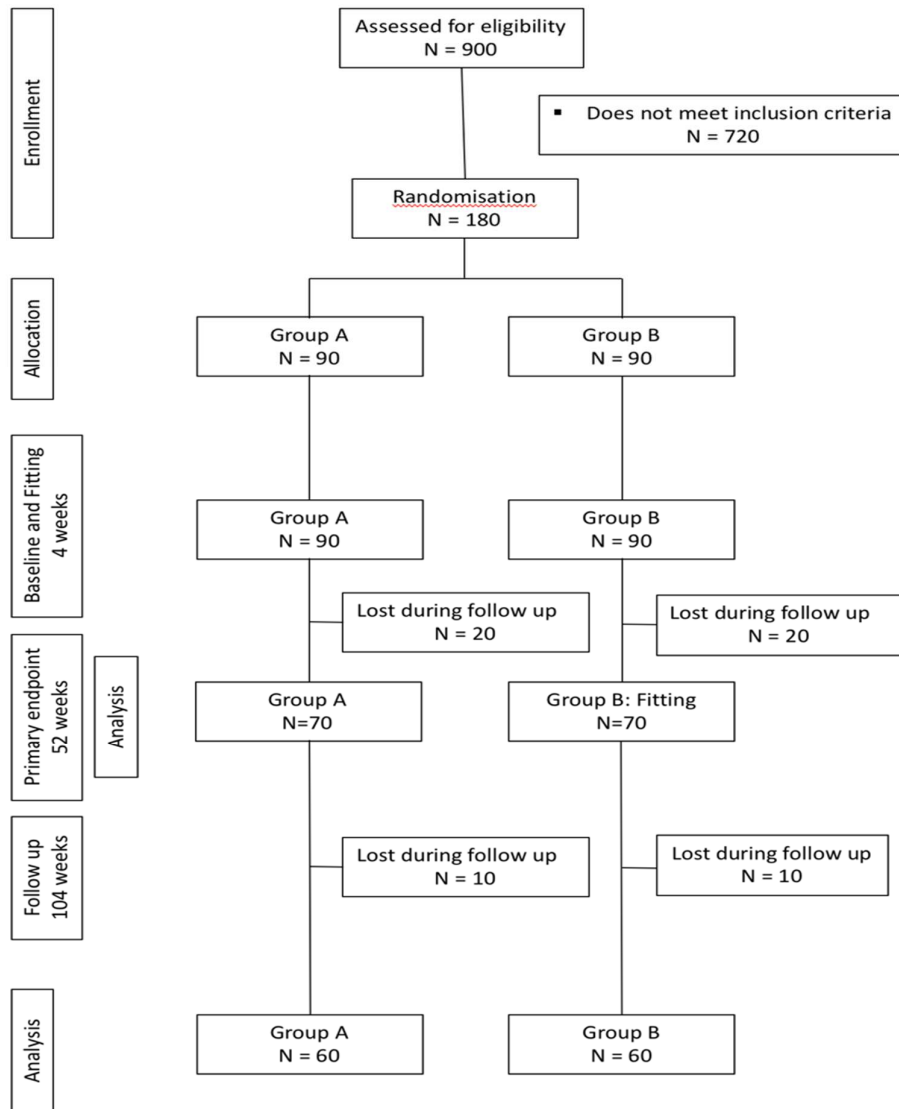 Assessed for eligibility
N = 900
Enrollment
▪ Does not meet inclusion criteria
N = 720
Randomisation
N = 180
Allocation
Group A
N = 90
Group B
N = 90
Baseline and Fitting
4 weeks
Group A
N = 90
Group B
N = 90
Lost during follow up
N = 20
Lost during follow up
N = 20
Primary endpoint
52 weeks
Analysis
Group A
N=70
Group B: Fitting
N=70
Follow up
104 weeks
Lost during follow up
N = 10
Lost during follow up
N = 10
Analysis
Group A
N = 60
Group B
N = 60